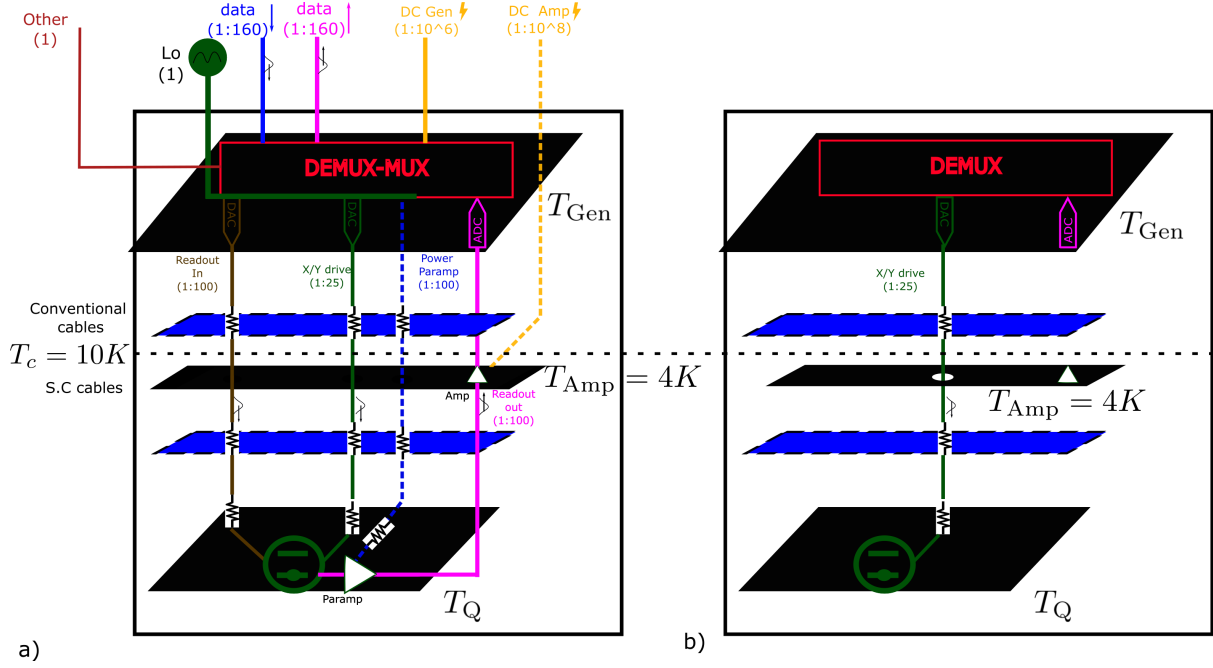 Other
(1)
data
(1:160)
data
(1:160)
DC Gen
(1:10^6)
DC Amp
(1:10^8)
Lo
(1)
DEMUX-MUX
DAC
DAC
ADC
T_Gen
Readout
In
(1:100)
X/Y drive
(1:25)
Power
Paramp
(1:100)
Conventional
cables
T_c = 10K
S.C cables
Amp
T_Amp = 4K
Readout
out
(1:100)
Paramp
T_Q
a)
DEMUX
DAC
ADC
T_Gen
X/Y drive
(1:25)
T_Amp = 4K
T_Q
b)